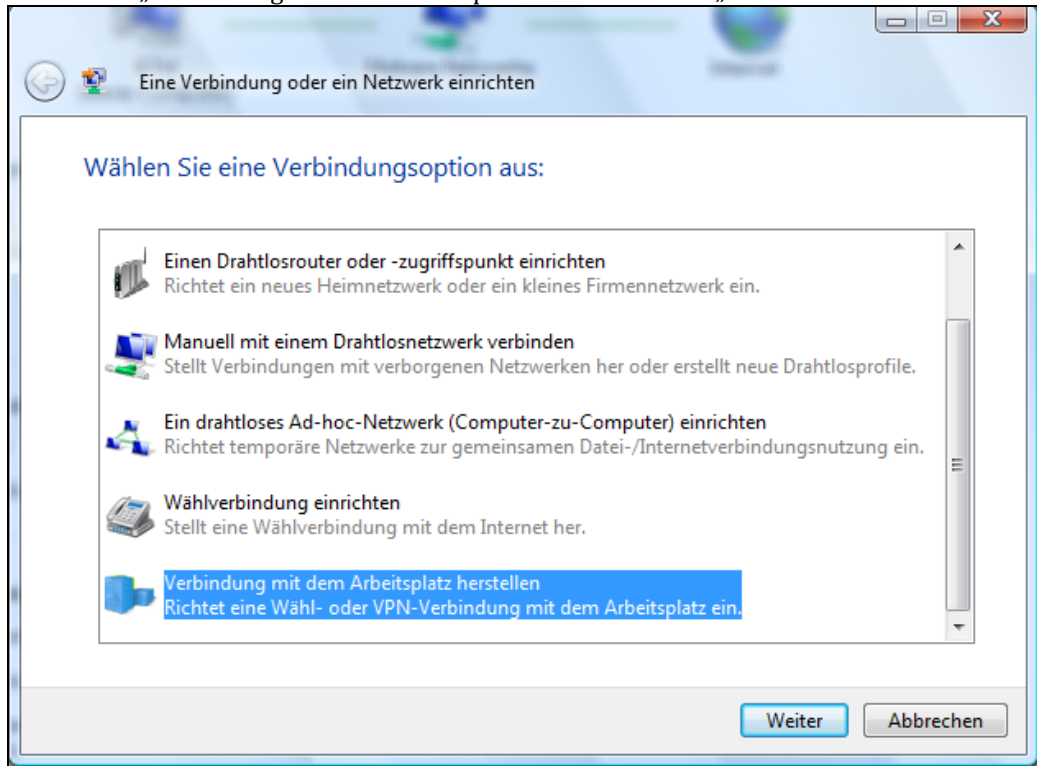 Eine Verbindung oder ein Netzwerk einrichten
Wählen Sie eine Verbindungsoption aus:
Einen Drahtlosrouter oder -zugriffspunkt einrichten
Richtet ein neues Heimnetzwerk oder ein kleines Firmennetzwerk ein.
Manuell mit einem Drahtlosnetzwerk verbinden
Stellt Verbindungen mit verborgenen Netzwerken her oder erstellt neue Drahtlosprofile.
Ein drahtloses Ad-hoc-Netzwerk (Computer-zu-Computer) einrichten
Richtet temporäre Netzwerke zur gemeinsamen Datei-/Internetverbindungsnutzung ein.
Wählverbindung einrichten
Stellt eine Wählverbindung mit dem Internet her.
Verbindung mit dem Arbeitsplatz herstellen
Richtet eine Wähl- oder VPN-Verbindung mit dem Arbeitsplatz ein.
Weiter
Abbrechen